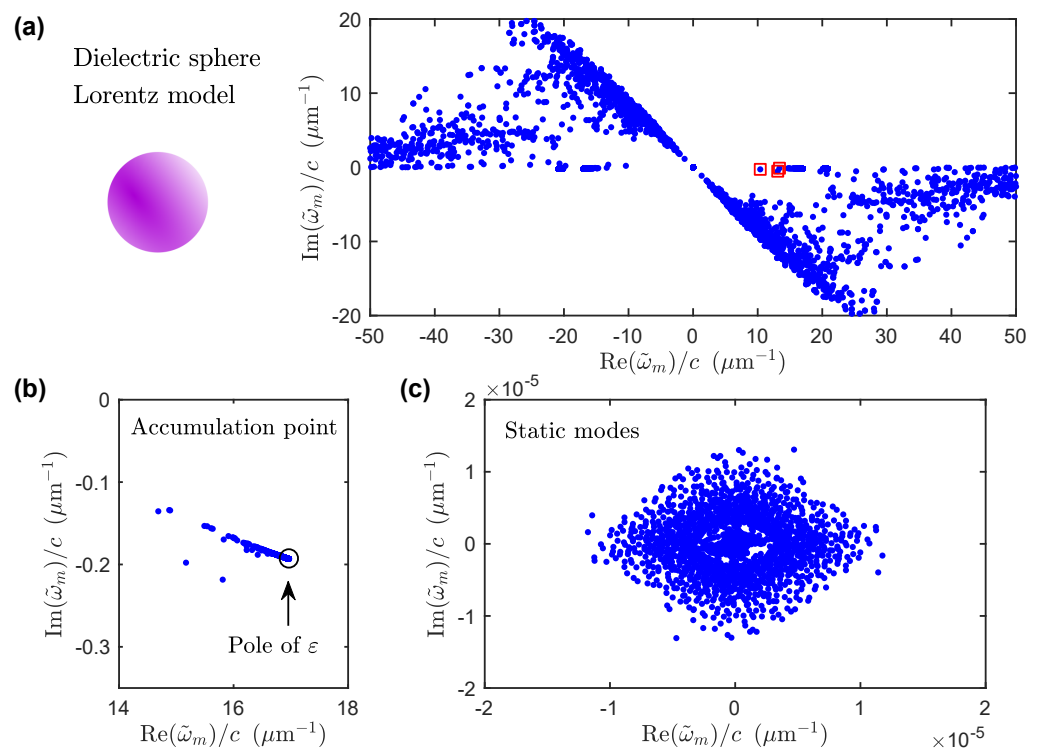 (a)
Dielectric sphere
Lorentz model
20
10
0
-10
-20
Im(ω̃ₘ)/c (μm⁻¹)
-50 -40 -30 -20 -10 0 10 20 30 40 50
Re(ω̃ₘ)/c (μm⁻¹)
(b)
Accumulation point
0
-0.1
-0.2
-0.3
Im(ω̃ₘ)/c (μm⁻¹)
Pole of ε
14 16 18
Re(ω̃ₘ)/c (μm⁻¹)
(c)
×10⁻⁵
Static modes
2
1
0
-1
-2
Im(ω̃ₘ)/c (μm⁻¹)
-2 -1 0 1 2
Re(ω̃ₘ)/c (μm⁻¹)
×10⁻⁵